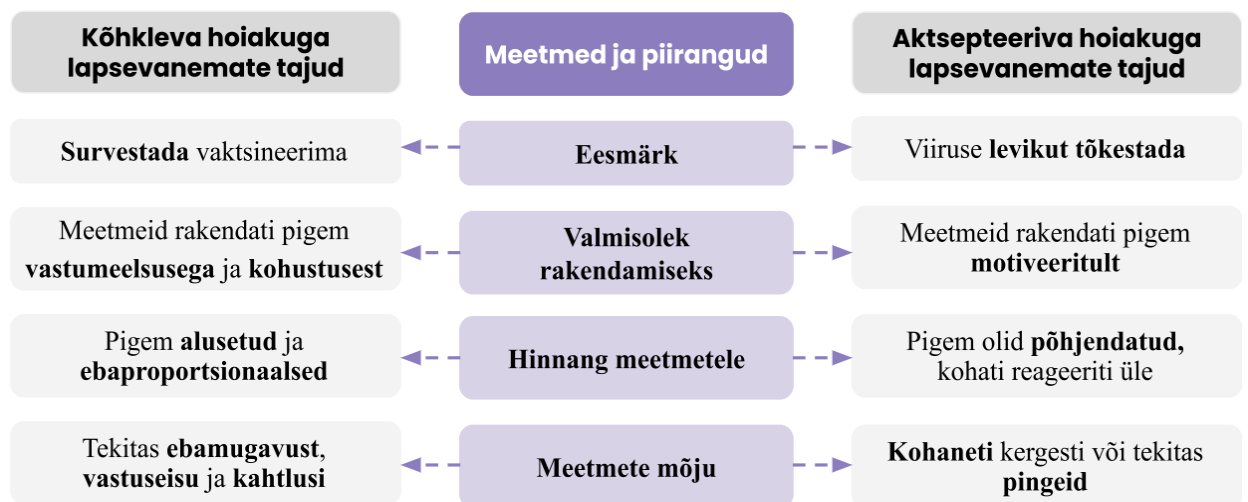 Kõhkleva hoiakuga
lapsevanemate tajud
Meetmed ja piirangud
Aktsepteeriva hoiakuga
lapsevanemate tajud
Survestada vaktsineerima
Eesmärk
Viiruse levikut tõkestada
Meetmeid rakendati pigem
vastumeelsusega ja kohustusest
Valmisolek
rakendamiseks
Meetmeid rakendati pigem
motiveeritult
Pigem alusetud ja
ebaproportsionaalsed
Hinnang meetmetele
Pigem olid põhjendatud,
kohati reageeriti üle
Tekitas ebamugavust,
vastuseisu ja kahtlusi
Meetmete mõju
Kohaneti kergesti või tekitas
pingeid